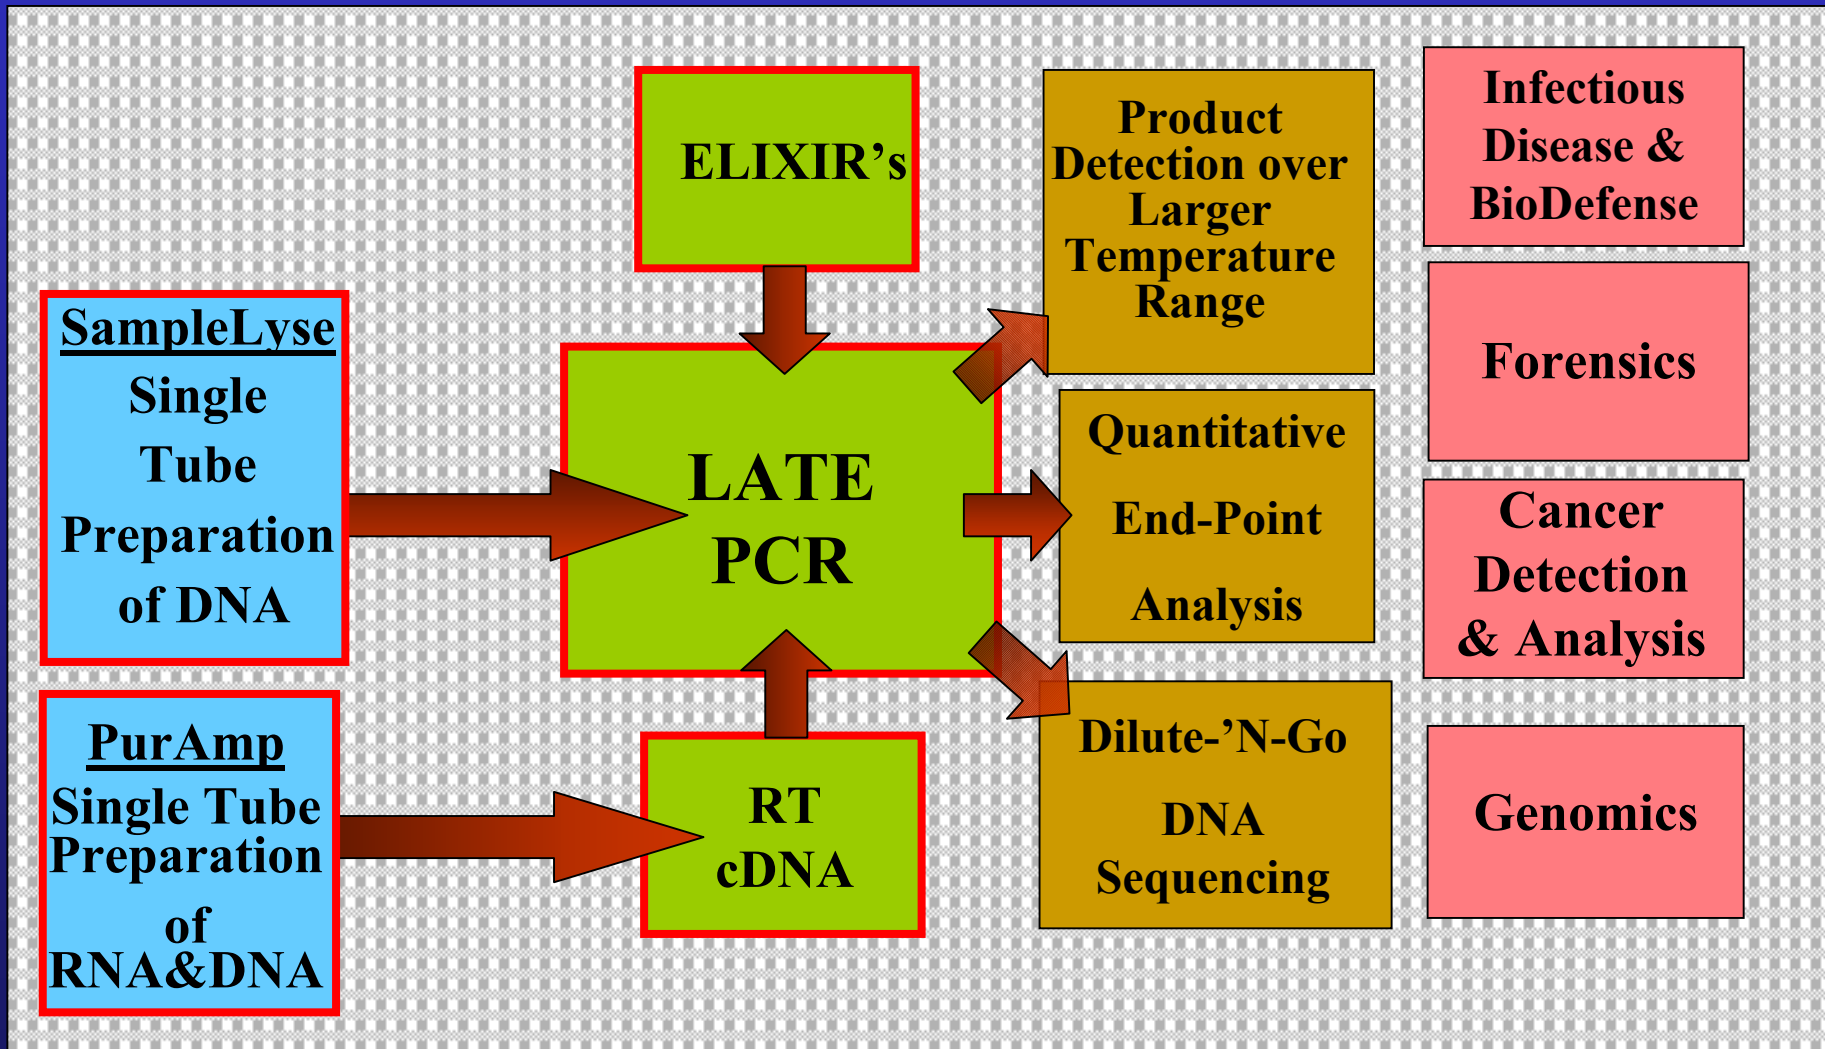 SampleLyse
Single
Tube
Preparation
of DNA
PurAmp
Single Tube
Preparation
of
RNA&DNA
ELIXIR’s
LATE
PCR
RT
cDNA
Product
Detection over
Larger
Temperature
Range
Quantitative
End-Point
Analysis
Dilute-’N-Go
DNA
Sequencing
Infectious
Disease &
BioDefense
Forensics
Cancer
Detection
& Analysis
Genomics